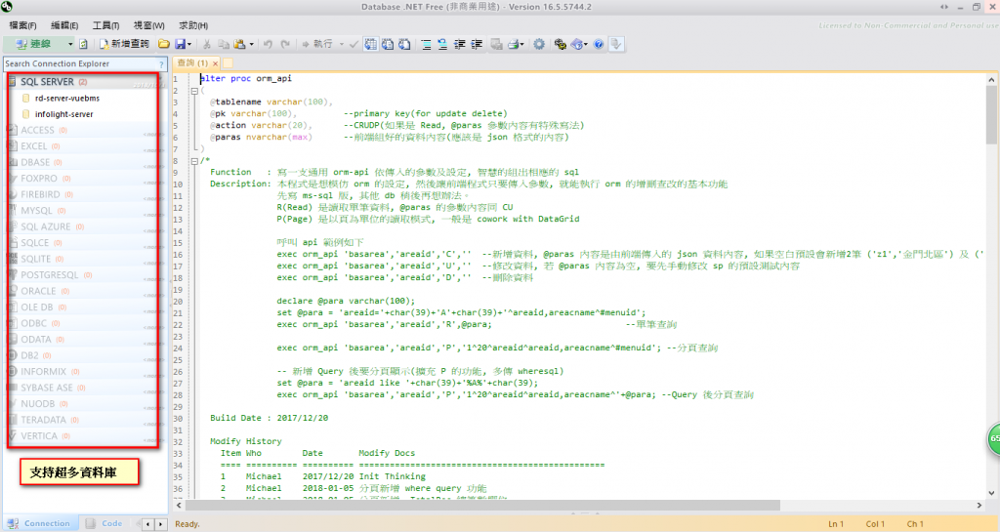 Database .NET Free (非商業用途) - Version 16.5.5744.2
檔案(F) 編輯(E) 工具(T) 視窗(W) 求助(H)
Licensed to Non-Commercial and Personal use
連線 新增查詢 執行
Search Connection Explorer ?
查詢 (1) ×
SQL SERVER (2)
rd-server-vuebms
infolight-server
ACCESS (0)
EXCEL (0)
DBASE (0)
FOXPRO (0)
FIREBIRD (0)
MYSQL (0)
SQL AZURE (0)
SQLCE (0)
SQLITE (0)
POSTGRESQL (0)
ORACLE (0)
OLE DB (0)
ODBC (0)
ODATA (0)
DB2 (0)
INFORMIX (0)
SYBASE ASE (0)
NUODB (0)
TERADATA (0)
VERTICA (0)
支持超多資料庫
Connection Code
1 alter proc orm_api
2 (
3 @tablename varchar(100),
4 @pk varchar(100), --primary key(for update delete)
5 @action varchar(20), --CRUDP(如果是 Read, @paras 參數內容有特殊寫法)
6 @paras nvarchar(max) --前端組好的資料內容(應該是 json 格式的內容)
7 )
8 /*
9 Function : 寫一支通用 orm-api 依傳入的參數及設定, 智慧的組出相應的 sql
10 Description: 本程式是想模仿 orm 的設定, 然後讓前端程式只要傳入參數, 就能執行 orm 的增刪查改的基本功能
11 先寫 ms-sql 版, 其他 db 稍後再想辦法。
12 R(Read) 是讀取單筆資料, @paras 的參數內容同 CU
13 P(Page) 是以頁為單位的讀取模式, 一般是 cowork with DataGrid
14
15 呼叫 api 範例如下
16 exec orm_api 'basarea','areaid','C','' --新增資料, @paras 內容是由前端傳入的 json 資料內容, 如果空白預設會新增2筆 ('z1','金門北區') 及 ('
17 exec orm_api 'basarea','areaid','U','' --修改資料, 若 @paras 內容為空, 要先手動修改 sp 的預設測試內容
18 exec orm_api 'basarea','areaid','D','' --刪除資料
19
20 declare @para varchar(100);
21 set @para = 'areaid='+char(39)+'A'+char(39)+'^areaid,areacname^#menuid';
22 exec orm_api 'basarea','areaid','R',@para; --單筆查詢
23
24 exec orm_api 'basarea','areaid','P','1^20^areaid^areaid,areacname^#menuid'; --分頁查詢
25
26 -- 新增 Query 後要分頁顯示(擴充 P 的功能, 多傳 wheresql)
27 set @para = 'areaid like '+char(39)+'%A%'+char(39);
28 exec orm_api 'basarea','areaid','P','1^20^areaid^areaid,areacname^'+@para; --Query 後分頁查詢
29
30 Build Date : 2017/12/20
31
32 Modify History
33 Item Who Date Modify Docs
34 ==== ========== ========== ==============================================
35 1 Michael 2017/12/20 Init Thinking
36 2 Michael 2018-01-05 分頁新增 where query 功能
65
Ready. Ln 1 Col 1 Ch 1